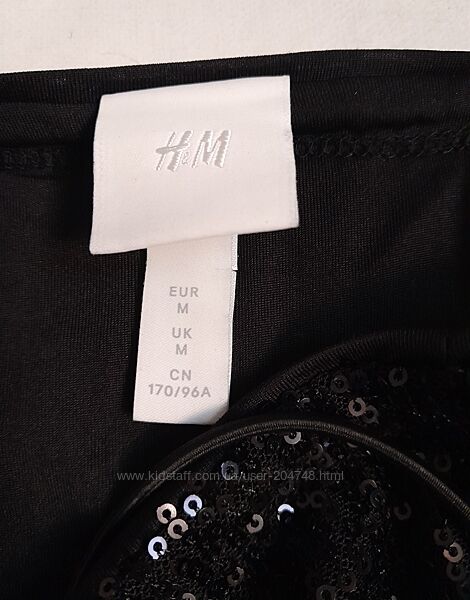 H&M
EUR
M
UK
M
CN
170/96A
www.kidstaff.com.ua/user-204748.html